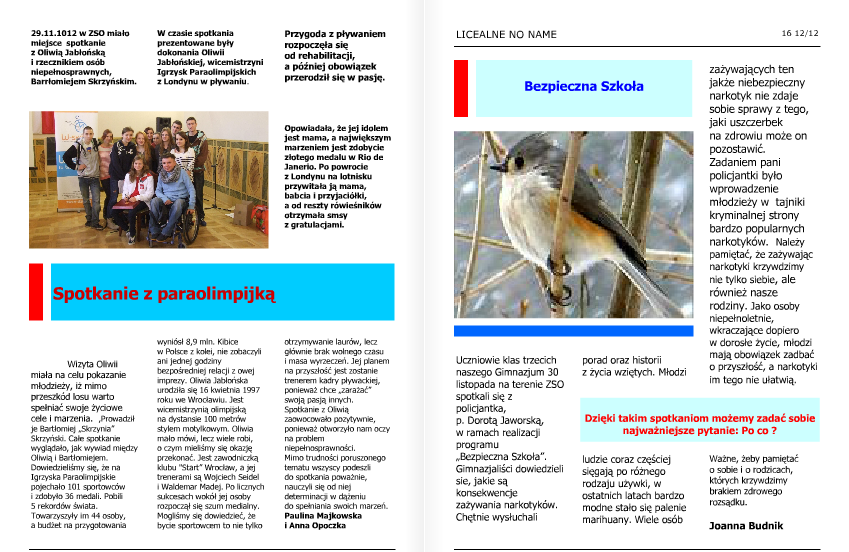 29.11.1012 w ZSO miało
miejsce spotkanie
z Oliwią Jabłońską
i rzecznikiem osób
niepełnosprawnych,
Barrłomiejem Skrzyńskim.
W czasie spotkania
prezentowane były
dokonania Oliwii
Jabłońskiej, wicemistrzyni
Igrzysk Paraolimpijskich
z Londynu w pływaniu.
Przygoda z pływaniem
rozpoczęła się
od rehabilitacji,
a później obowiązek
przerodził się w pasję.
Opowiadała, że jej idolem
jest mama, a największym
marzeniem jest zdobycie
złotego medalu w Rio de
Janerio. Po powrocie
z Londynu na lotnisku
przywitała ją mama,
babcia i przyjaciółki,
a od reszty rówieśników
otrzymała smsy
z gratulacjami.
Spotkanie z paraolimpijką
Wizyta Oliwii
miała na celu pokazanie
młodzieży, iż mimo
przeszkód losu warto
spełniać swoje życiowe
cele i marzenia. „Prowadził
je Bartłomiej „Skrzynia"
Skrzyński. Całe spotkanie
wyglądało, jak wywiad między
Oliwią i Bartłomiejem.
Dowiedzieliśmy się, że na
Igrzyska Paraolimpijskie
pojechało 101 sportowców
i zdobyło 36 medali. Pobili
5 rekordów świata.
Towarzyszyły im 44 osoby,
a budżet na przygotowania
wyniósł 8,9 mln. Kibice
w Polsce z kolei, nie zobaczyli
ani jednej godziny
bezpośredniej relacji z owej
imprezy. Oliwia Jabłońska
urodziła się 16 kwietnia 1997
roku we Wrocławiu. Jest
wicemistrzynią olimpijską
na dystansie 100 metrów
stylem motylkowym. Oliwia
mało mówi, lecz wiele robi,
o czym mieliśmy się okazję
przekonać. Jest zawodniczką
klubu "Start" Wrocław, a jej
trenerami są Wojciech Seidel
i Waldemar Madej. Po licznych
sukcesach wokół jej osoby
rozpoczął się szum medialny.
Mogliśmy się dowiedzieć, że
bycie sportowcem to nie tylko
otrzymywanie laurów, lecz
głównie brak wolnego czasu
i masa wyrzeczeń. Jej planem
na przyszłość jest zostanie
trenerem kadry pływackiej,
ponieważ chce „zarażać"
swoją pasją innych.
Spotkanie z Oliwią
zaowocowało pozytywnie,
ponieważ otworzyło nam oczy
na problem
niepełnosprawności.
Mimo trudności poruszonego
tematu wszyscy podeszli
do spotkania poważnie,
nauczyli się od niej
determinacji w dążeniu
do spełniania swoich marzeń.
Paulina Majkowska
i Anna Opoczka
LICEALNE NO NAME
16 12/12
Bezpieczna Szkoła
Uczniowie klas trzecich
naszego Gimnazjum 30
listopada na terenie ZSO
spotkali się z
policjantka,
p. Dorotą Jaworską,
w ramach realizacji
programu
„Bezpieczna Szkoła".
Gimnazjaliści dowiedzieli
sie, jakie są
konsekwencje
zażywania narkotyków.
Chętnie wysłuchali
porad oraz historii
z życia wziętych. Młodzi
Dzięki takim spotkaniom możemy zadać sobie
najważniejsze pytanie: Po co ?
ludzie coraz częściej
sięgają po różnego
rodzaju używki, w
ostatnich latach bardzo
modne stało się palenie
marihuany. Wiele osób
zażywających ten
jakże niebezpieczny
narkotyk nie zdaje
sobie sprawy z tego,
jaki uszczerbek
na zdrowiu może on
pozostawić.
Zadaniem pani
policjantki było
wprowadzenie
młodzieży w tajniki
kryminalnej strony
bardzo popularnych
narkotyków. Należy
pamiętać, że zażywając
narkotyki krzywdzimy
nie tylko siebie, ale
również nasze
rodziny. Jako osoby
niepełnoletnie,
wkraczające dopiero
w dorosłe życie, młodzi
mają obowiązek zadbać
o przyszłość, a narkotyki
im tego nie ułatwią.
Ważne, żeby pamiętać
o sobie i o rodzicach,
których krzywdzimy
brakiem zdrowego
rozsądku.
Joanna Budnik